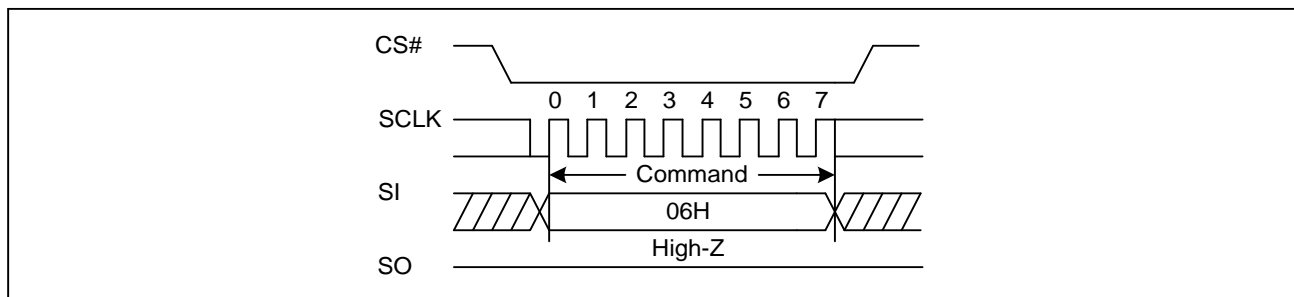 CS#
0 1 2 3 4 5 6 7
SCLK
Command
SI
06H
High-Z
SO